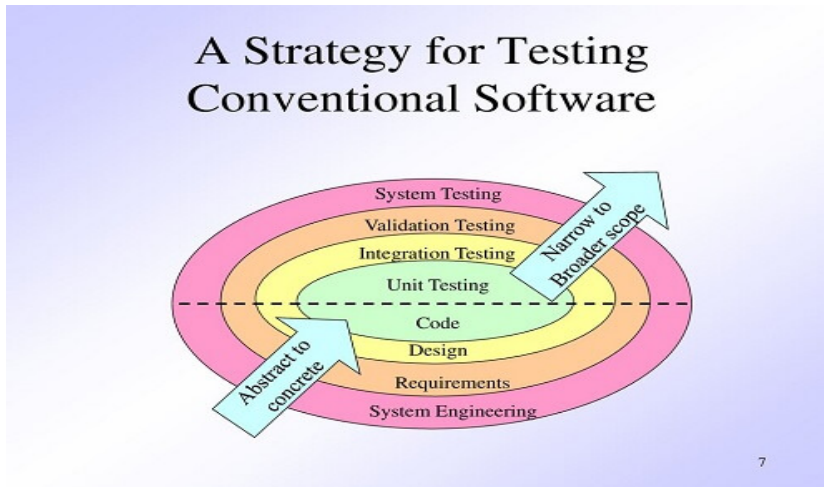 A Strategy for Testing
Conventional Software
System Testing
Validation Testing
Integration Testing
Unit Testing
Narrow to
Broader scope
Code
Design
Requirements
System Engineering
Abstract to
concrete
7